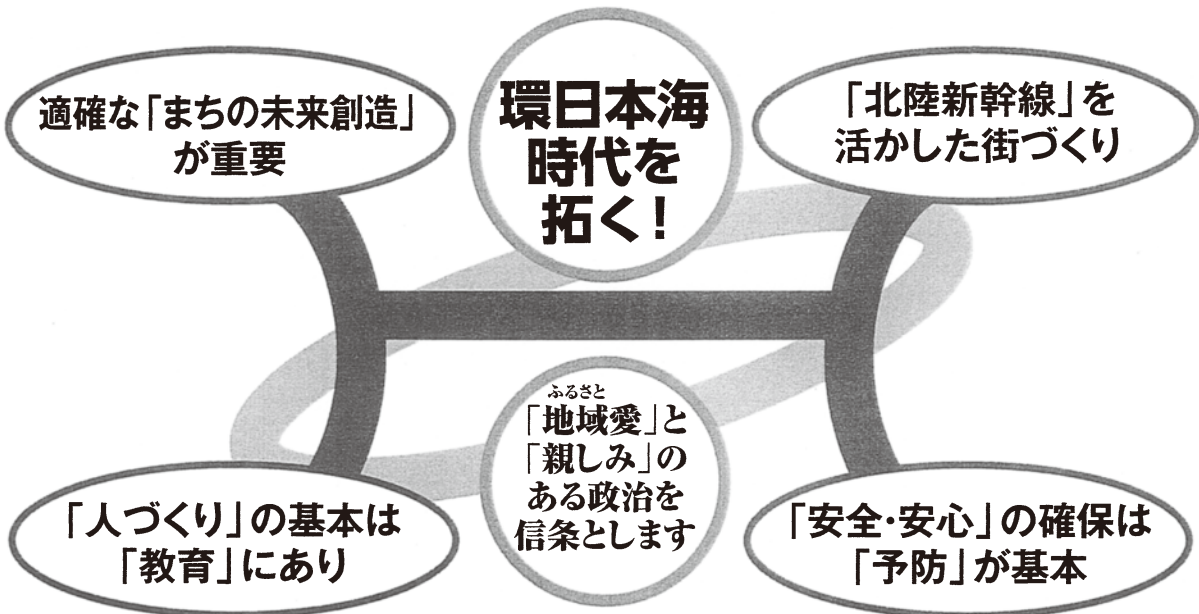 適確な「まちの未来創造」
が重要
環日本海
時代を
拓く!
「北陸新幹線」を
活かした街づくり
ふるさと
「地域愛」と
「親しみ」の
ある政治を
信条とします
「人づくり」の基本は
「教育」にあり
「安全・安心」の確保は
「予防」が基本